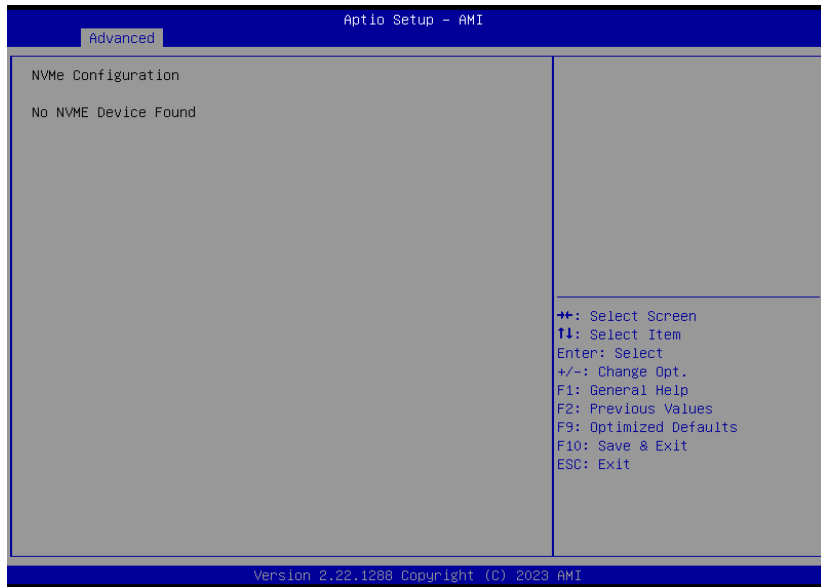 Aptio Setup – AMI
Advanced
NVMe Configuration
No NVME Device Found
→←: Select Screen
↑↓: Select Item
Enter: Select
+/-: Change Opt.
F1: General Help
F2: Previous Values
F9: Optimized Defaults
F10: Save & Exit
ESC: Exit
Version 2.22.1288 Copyright (C) 2023 AMI